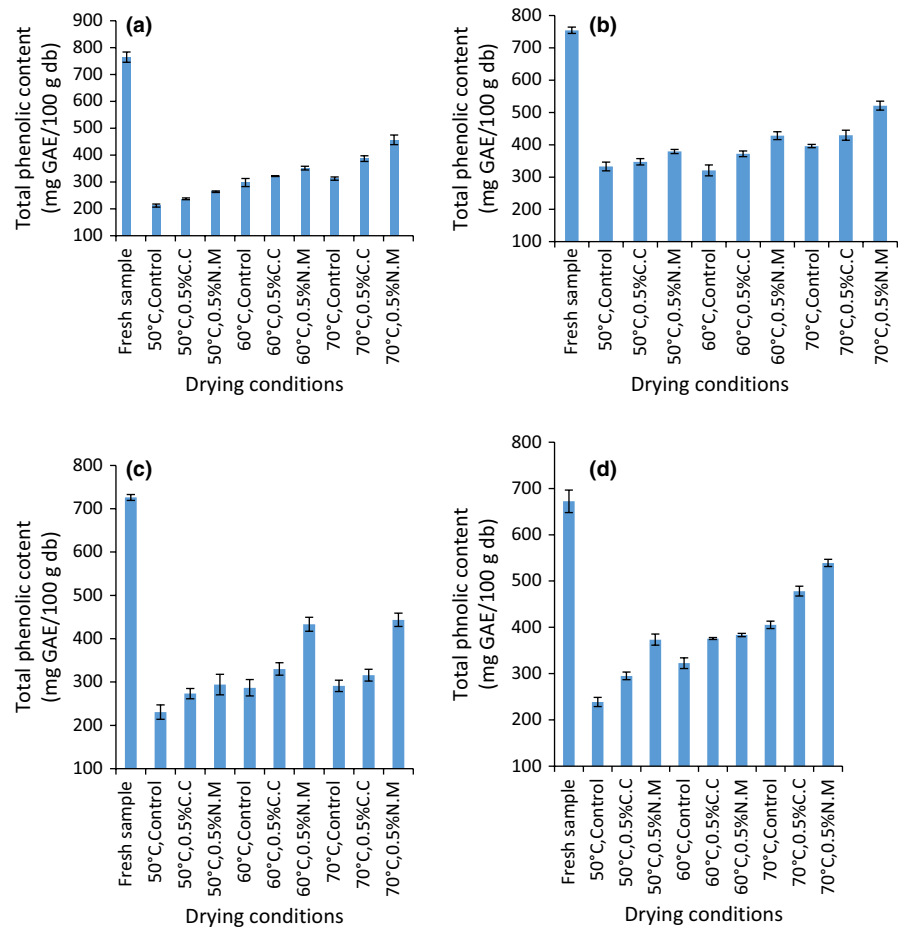 (a)
Total phenolic content
(mg GAE/100 g db)
900
800
700
600
500
400
300
200
100
Fresh sample
50°C,Control
50°C,0.5%C.C
50°C,0.5%N.M
60°C,Control
60°C,0.5%C.C
60°C,0.5%N.M
70°C,Control
70°C,0.5%C.C
70°C,0.5%N.M
Drying conditions
(b)
Total phenolic content
(mg GAE/100 g db)
800
700
600
500
400
300
200
100
Fresh sample
50°C,Control
50°C,0.5%C.C
50°C,0.5%N.M
60°C,Control
60°C,0.5%C.C
60°C,0.5%N.M
70°C,Control
70°C,0.5%C.C
70°C,0.5%N.M
Drying conditions
(c)
Total phenolic cotent
(mg GAE/100 g db)
800
700
600
500
400
300
200
100
Fresh sample
50°C,Control
50°C,0.5%C.C
50°C,0.5%N.M
60°C,Control
60°C,0.5%C.C
60°C,0.5%N.M
70°C,Control
70°C,0.5%C.C
70°C,0.5%N.M
Drying conditions
(d)
Total phnolic content
(mg GAE/100 g db)
800
700
600
500
400
300
200
100
Fresh sample
50°C,Control
50°C,0.5%C.C
50°C,0.5%N.M
60°C,Control
60°C,0.5%C.C
60°C,0.5%N.M
70°C,Control
70°C,0.5%C.C
70°C,0.5%N.M
Drying conditions